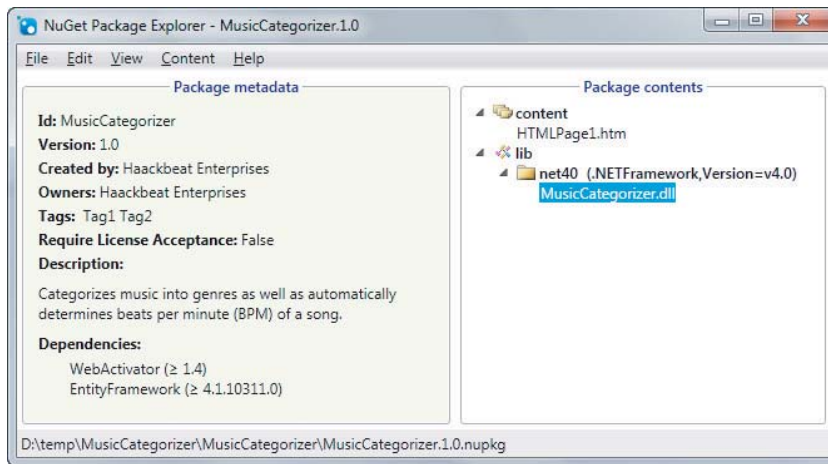 NuGet Package Explorer - MusicCategorizer.1.0
File Edit View Content Help
Package metadata
Id: MusicCategorizer
Version: 1.0
Created by: Haackbeat Enterprises
Owners: Haackbeat Enterprises
Tags: Tag1 Tag2
Require License Acceptance: False
Description:
Categorizes music into genres as well as automatically
determines beats per minute (BPM) of a song.
Dependencies:
WebActivator (≥ 1.4)
EntityFramework (≥ 4.1.10311.0)
Package contents
content
HTMLPage1.htm
lib
net40 (.NETFramework,Version=v4.0)
MusicCategorizer.dll
D:\temp\MusicCategorizer\MusicCategorizer\MusicCategorizer.1.0.nupkg